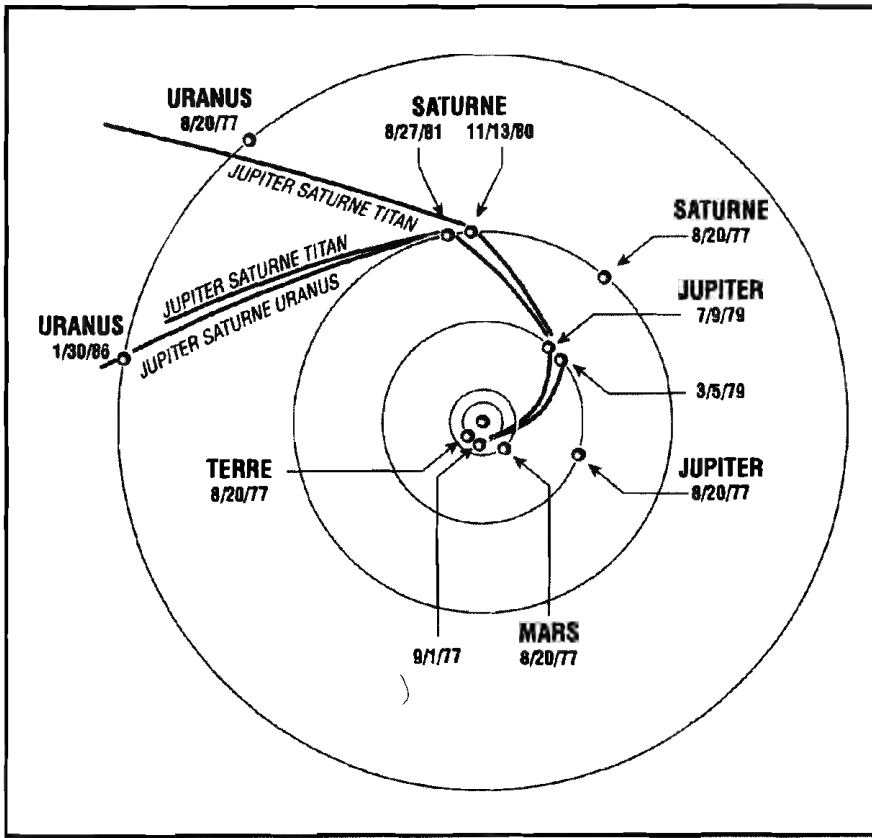 URANUS
8/20/77
SATURNE
8/27/81 11/13/80
JUPITER SATURNE TITAN
SATURNE
8/20/77
JUPITER SATURNE TITAN
JUPITER SATURNE URANUS
JUPITER
7/9/79
URANUS
1/30/86
3/5/79
TERRE
8/20/77
JUPITER
8/20/77
9/1/77
MARS
8/20/77